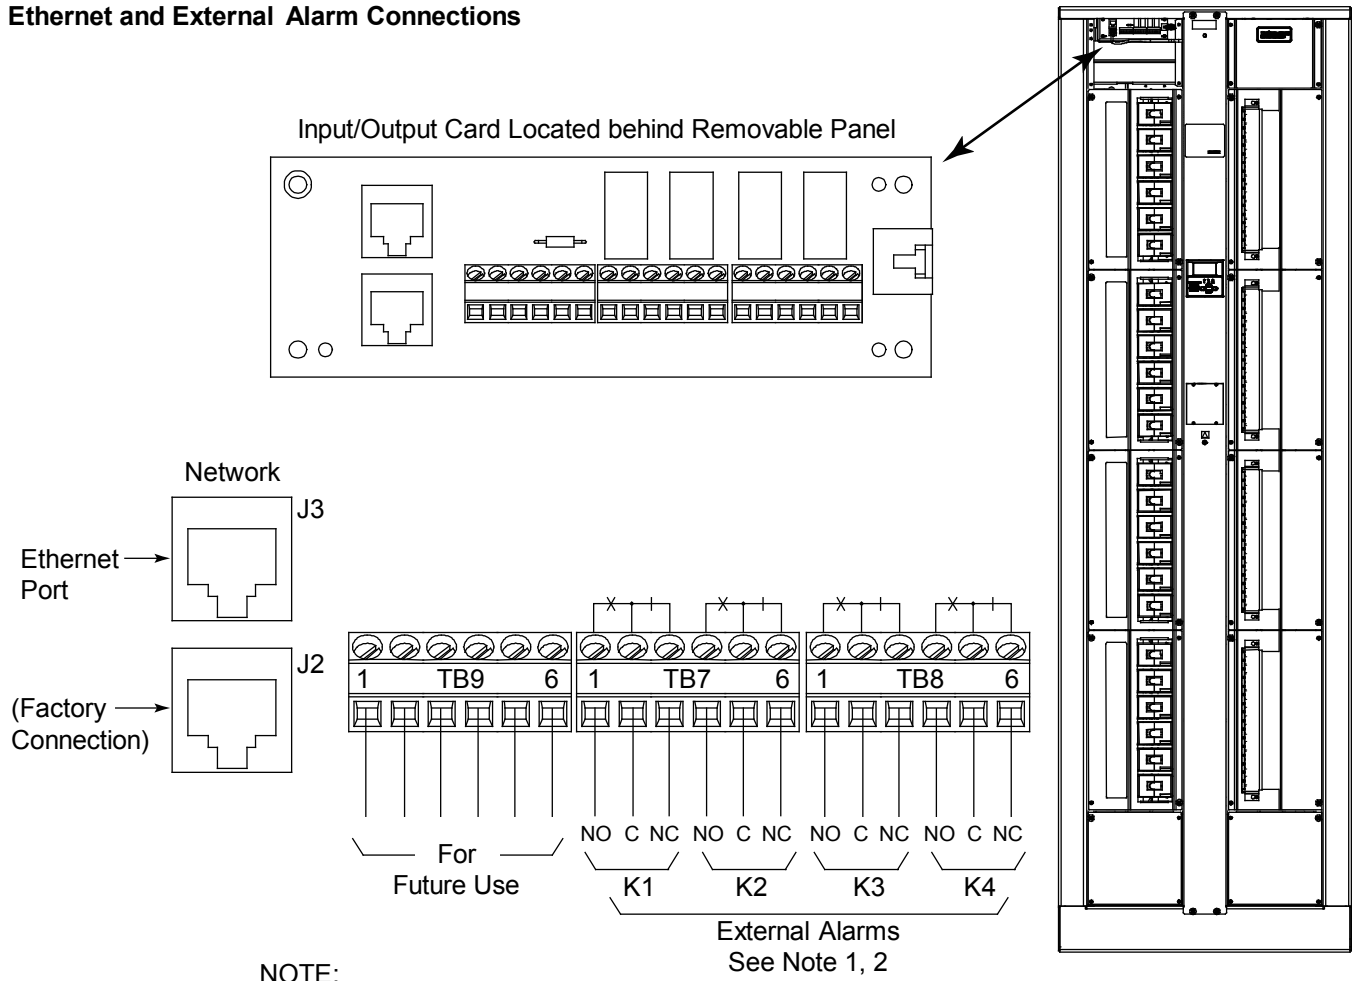 Ethernet and External Alarm Connections
Input/Output Card Located behind Removable Panel
Network
J3
Ethernet
Port
J2
(Factory
Connection)
1 TB9 6 1 TB7 6 1 TB8 6
NO C NC NO C NC NO C NC NO C NC
For
Future Use
K1 K2 K3 K4
External Alarms
See Note 1, 2
NOTE: